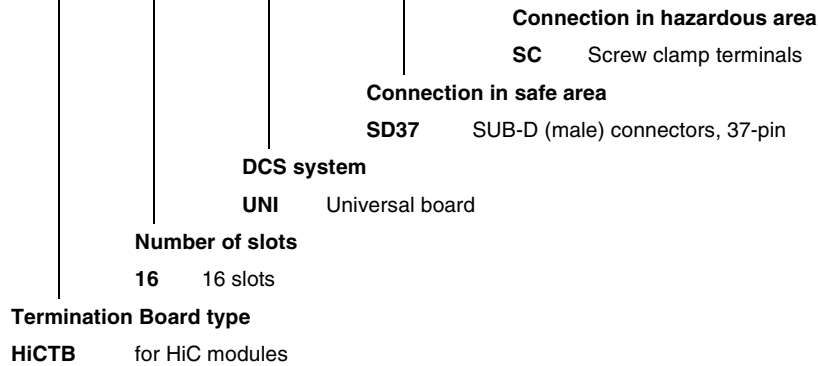 Connection in hazardous area
SC Screw clamp terminals
Connection in safe area
SD37 SUB-D (male) connectors, 37-pin
DCS system
UNI Universal board
Number of slots
16 16 slots
Termination Board type
HiCTB for HiC modules